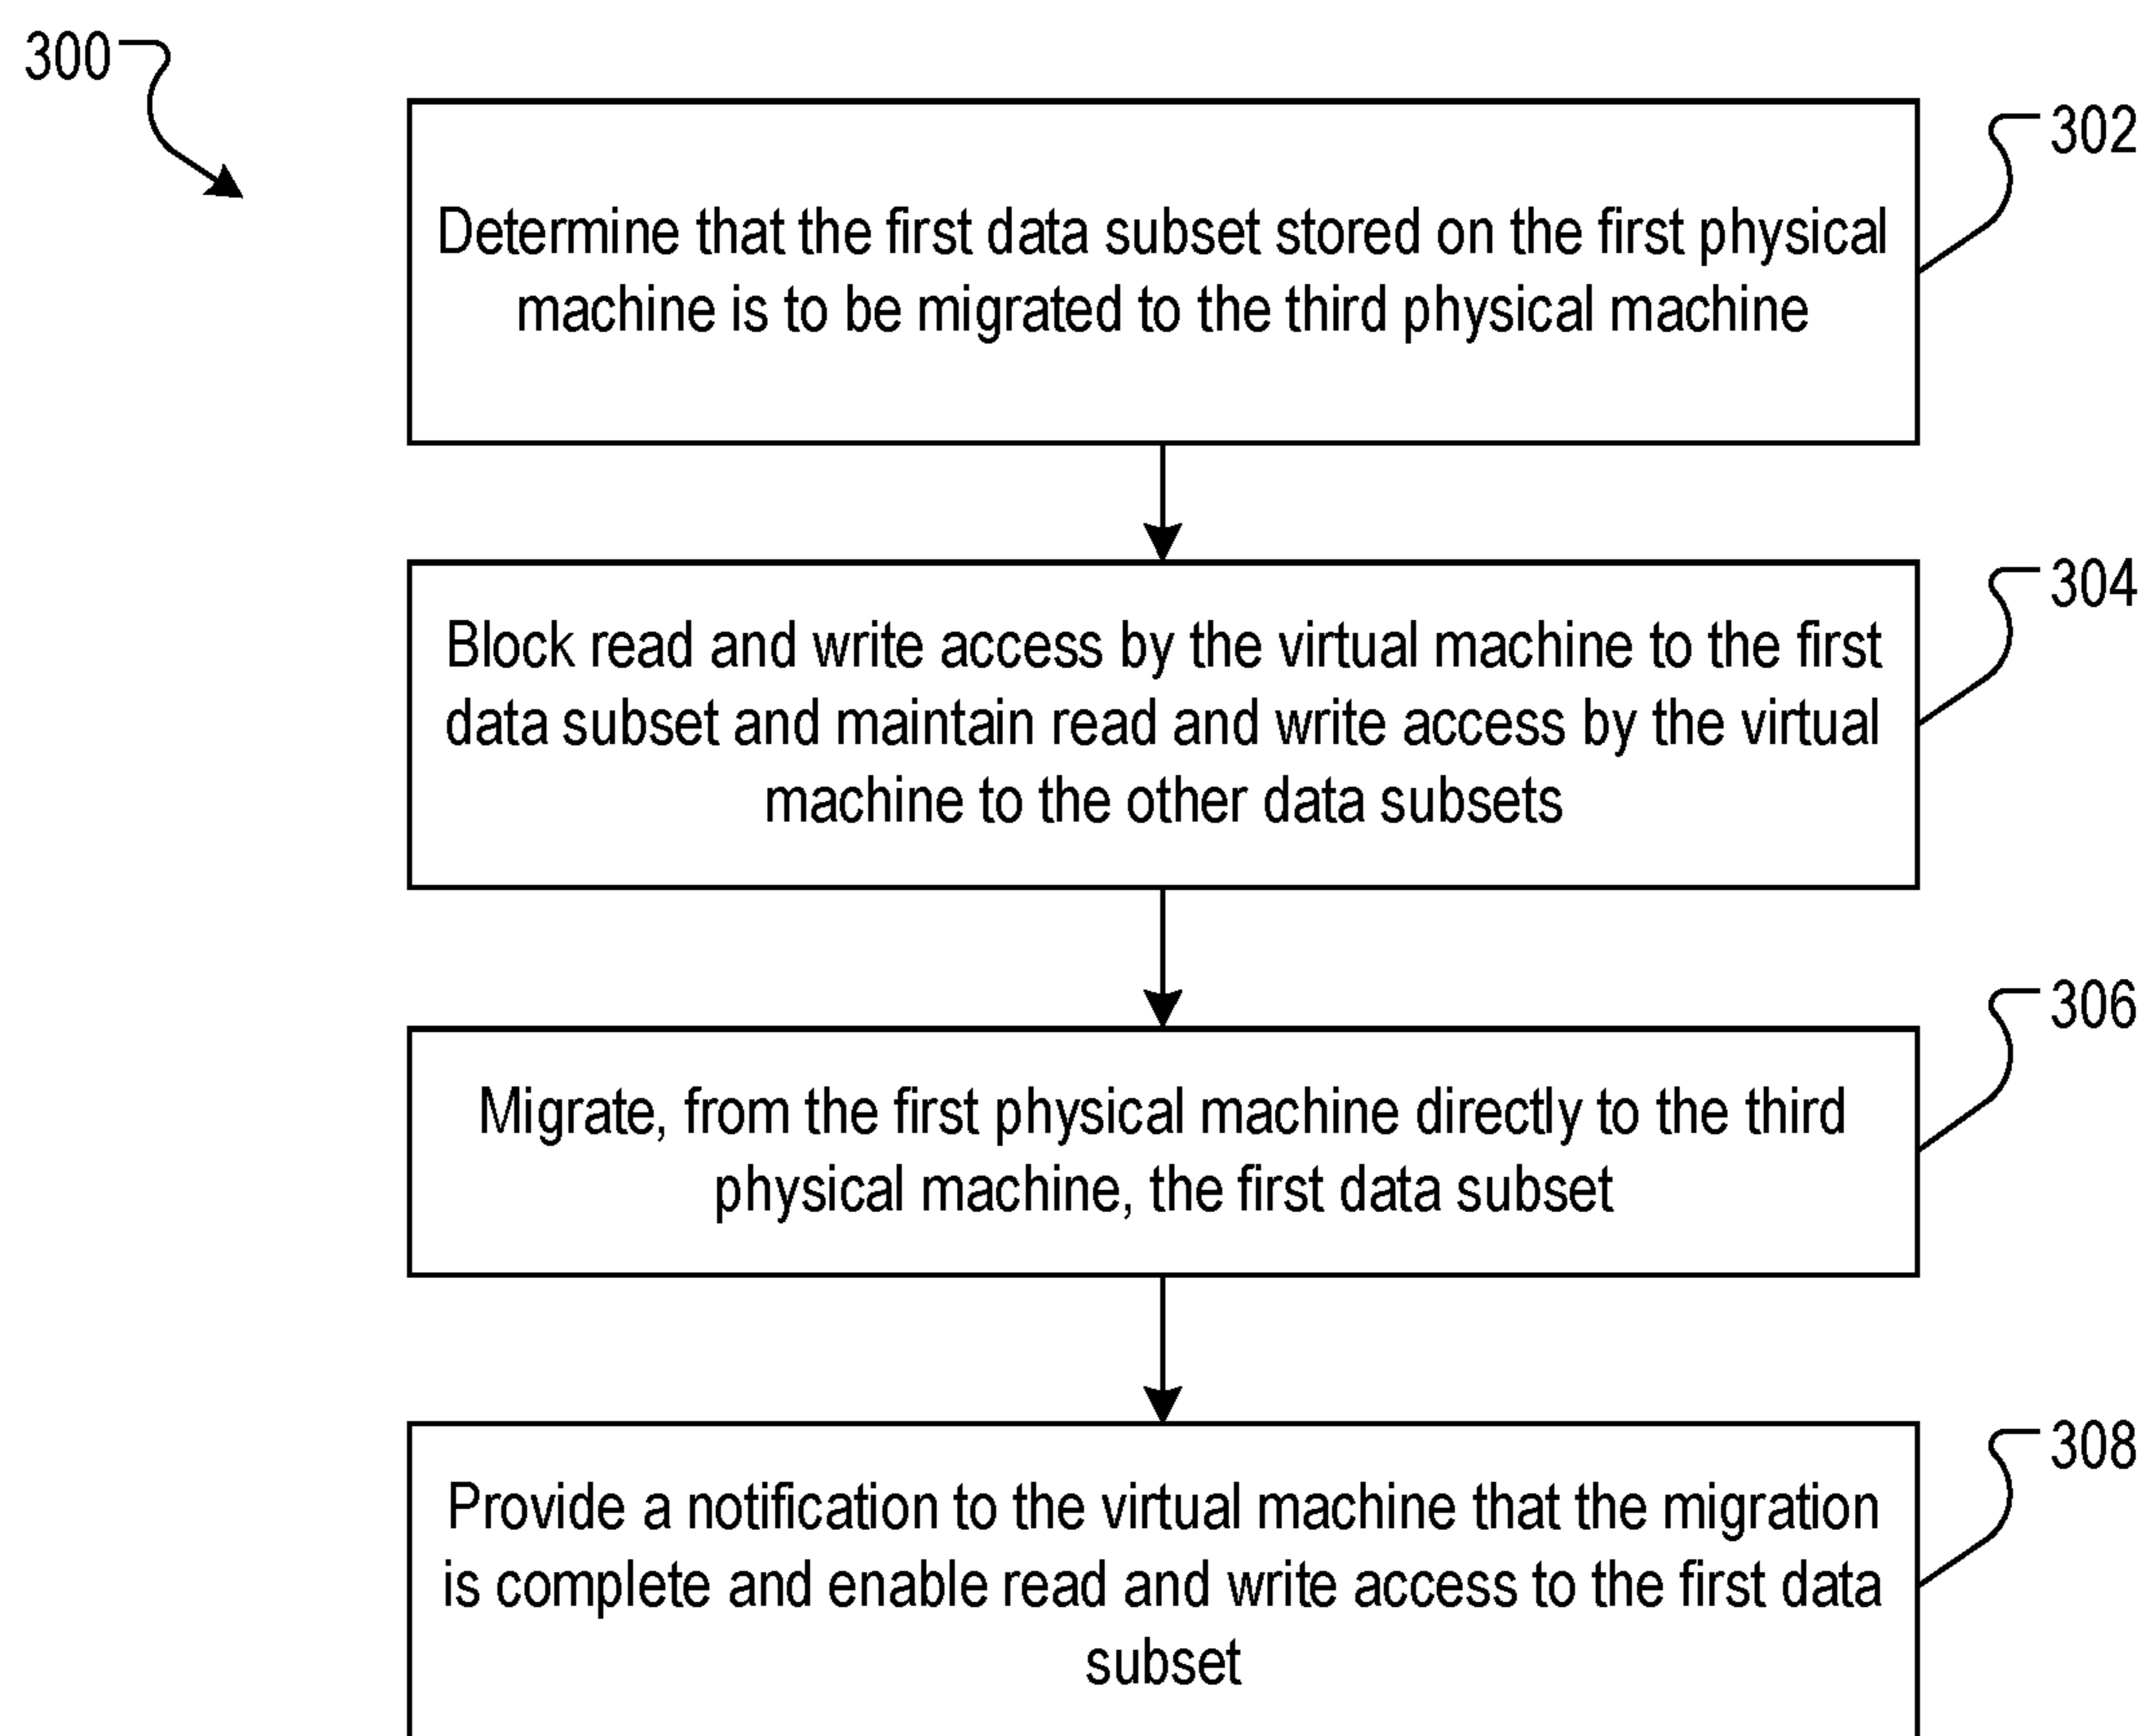 300
302
Determine that the first data subset stored on the first physical
machine is to be migrated to the third physical machine
304
Block read and write access by the virtual machine to the first
data subset and maintain read and write access by the virtual
machine to the other data subsets
306
Migrate, from the first physical machine directly to the third
physical machine, the first data subset
308
Provide a notification to the virtual machine that the migration
is complete and enable read and write access to the first data
subset